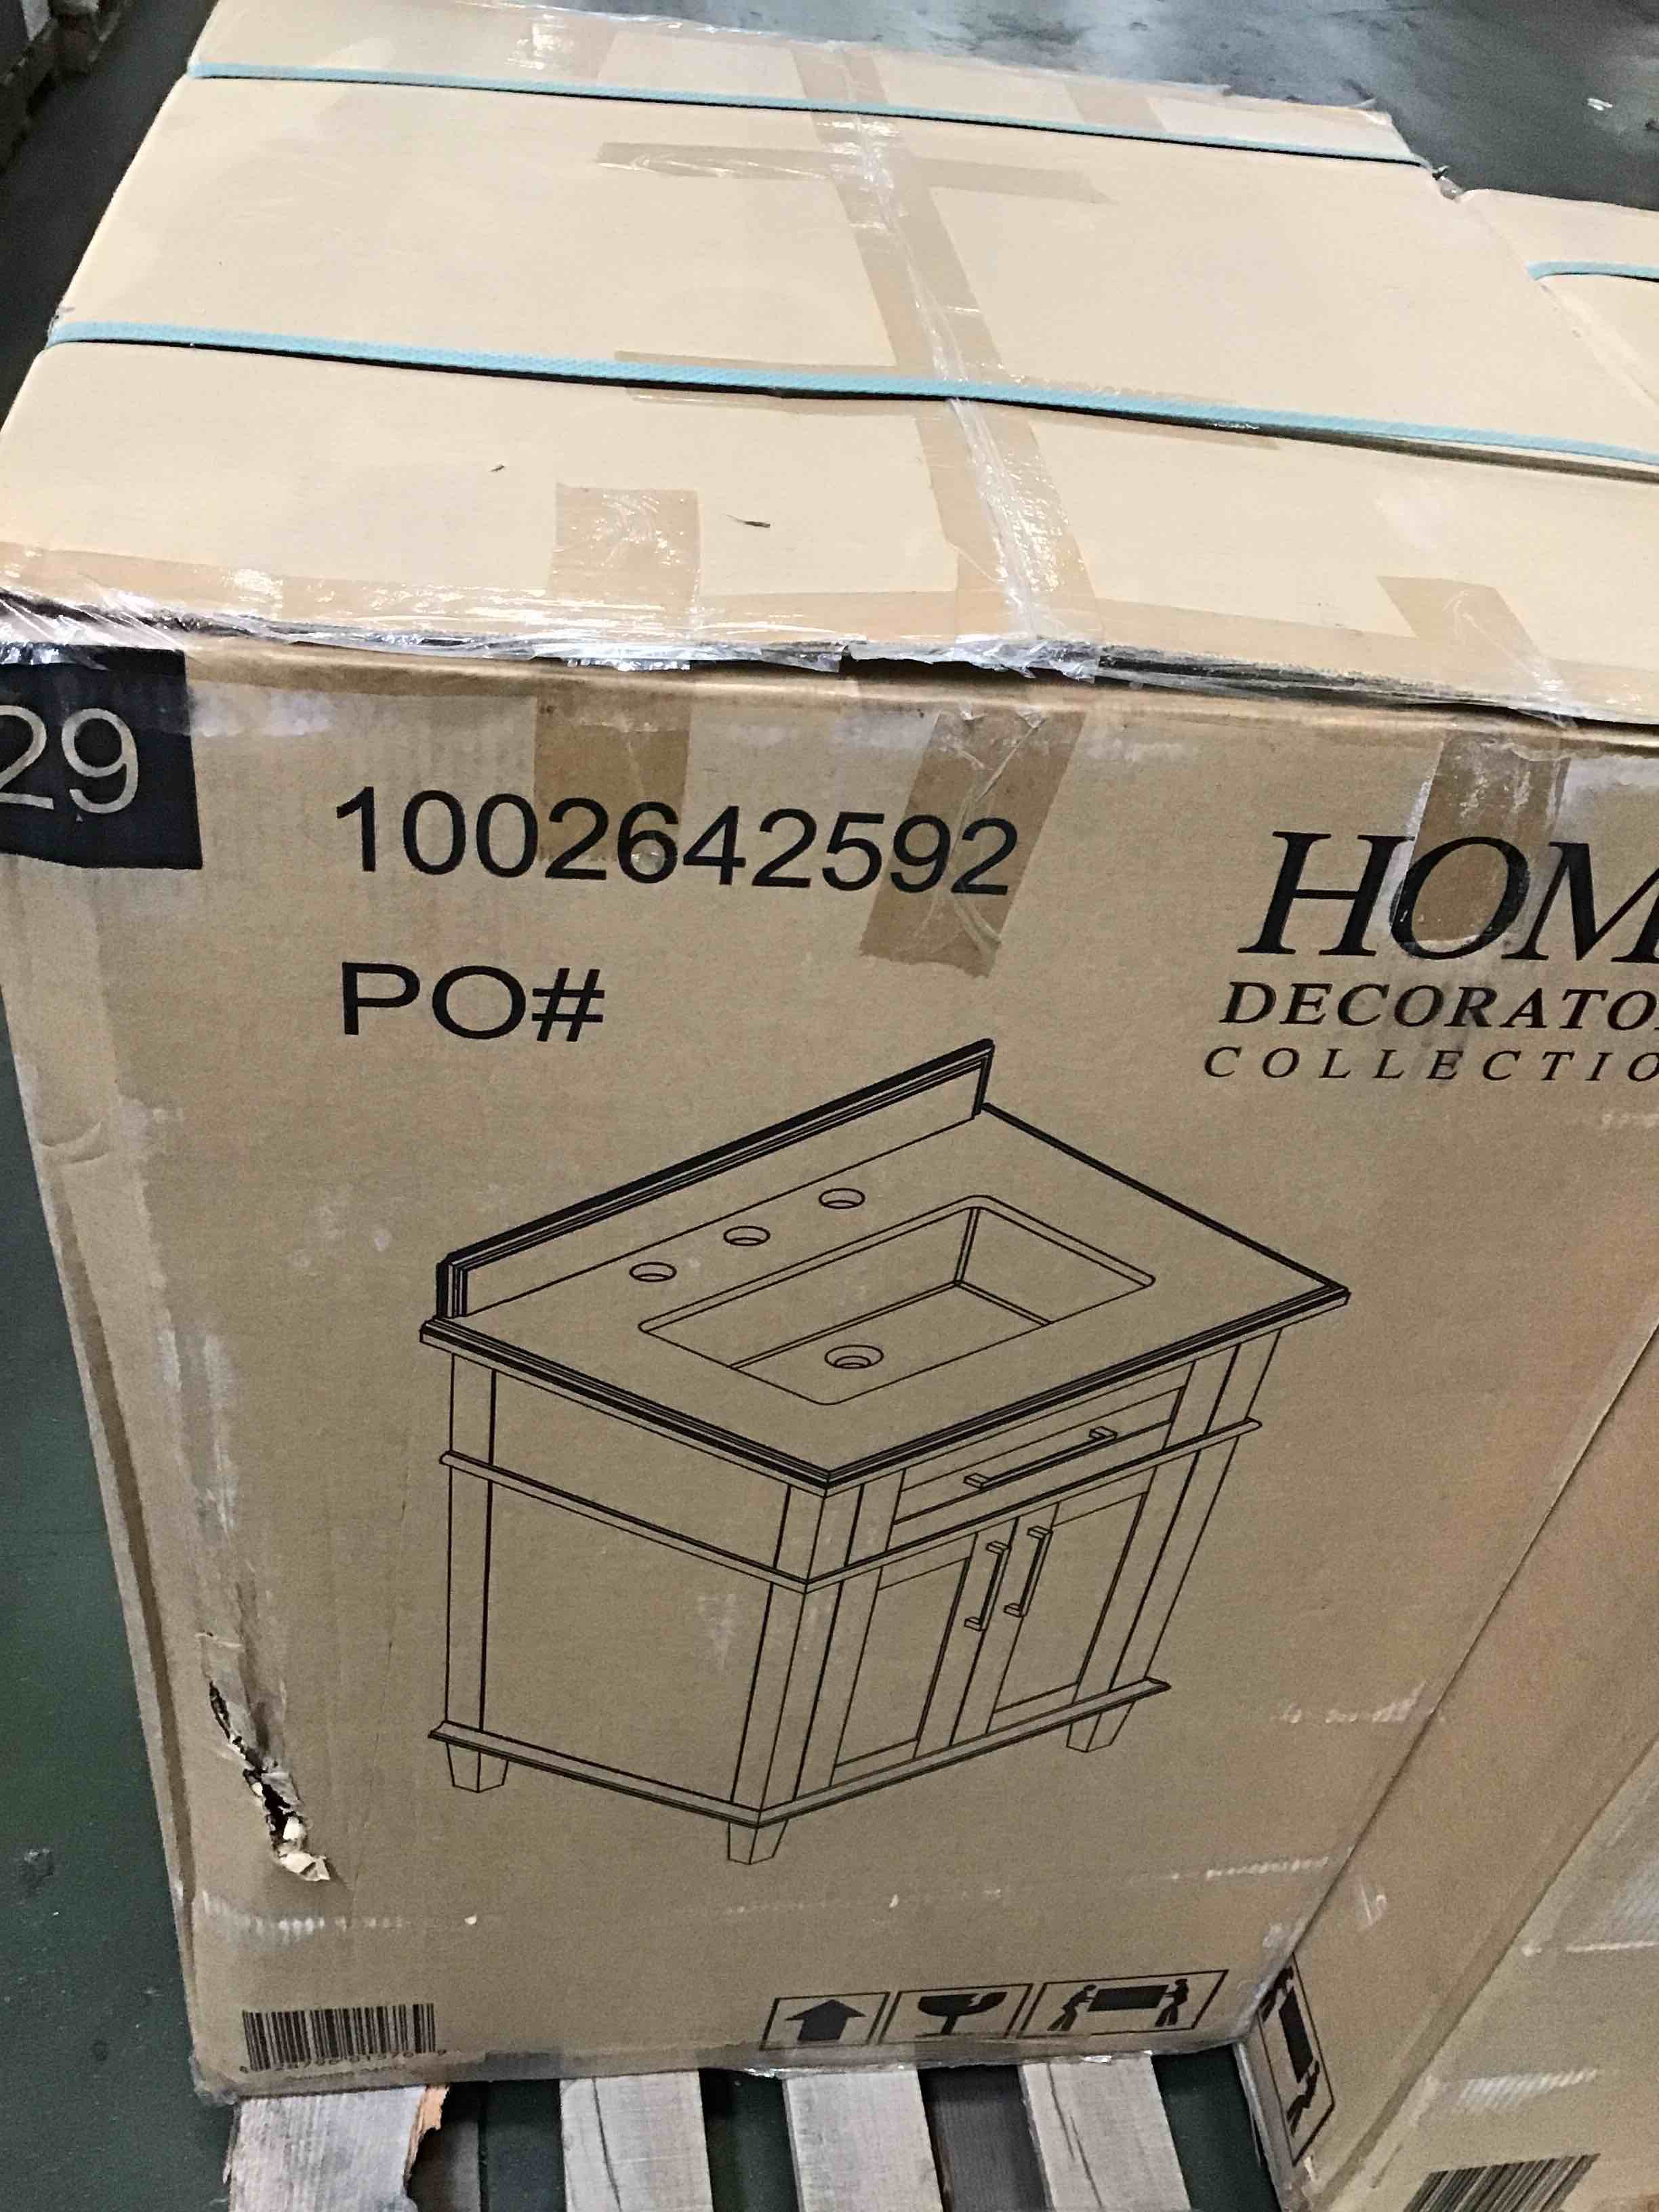 29
1002642592
PO#
HOM
DECORATO
COLLECTIO